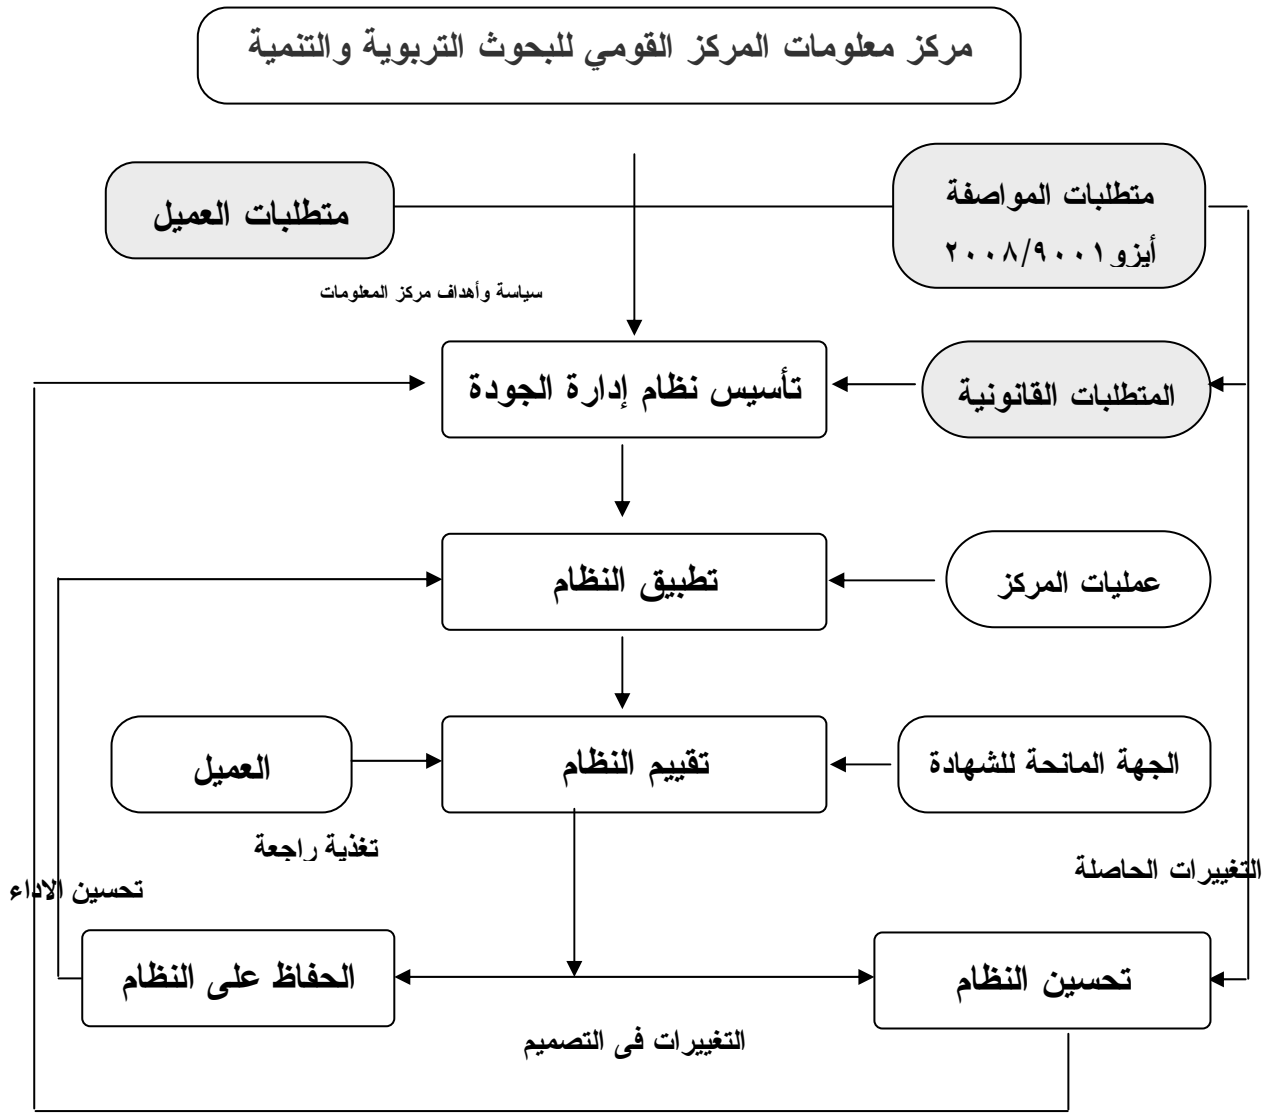 مركز معلومات المركز القومي للبحوث التربوية والتنمية
متطلبات المواصفة
أيزو ٢٠٠٨/٩٠٠١
متطلبات العميل
سياسة وأهداف مركز المعلومات
المتطلبات القانونية
تأسيس نظام إدارة الجودة
عمليات المركز
تطبيق النظام
الجهة المانحة للشهادة
تقييم النظام
العميل
تغذية راجعة
التغييرات الحاصلة
تحسين الاداء
تحسين النظام
الحفاظ على النظام
التغييرات فى التصميم